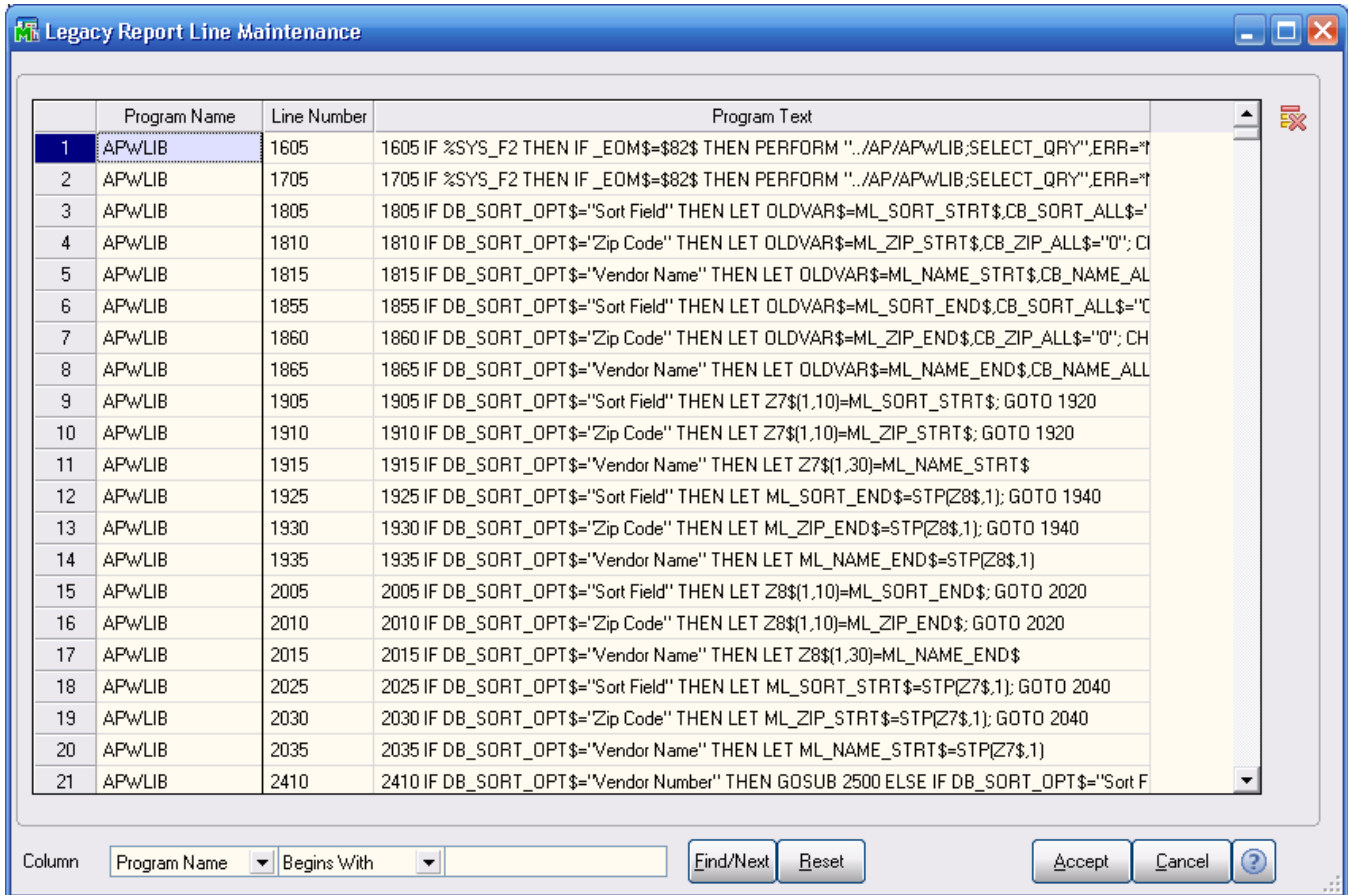 Legacy Report Line Maintenance
Program Name Line Number Program Text
1 APWLIB 1605 1605 IF %SYS_F2 THEN IF _EOM$=$82$ THEN PERFORM "../AP/APWLIB;SELECT_QRY",ERR=*
2 APWLIB 1705 1705 IF %SYS_F2 THEN IF _EOM$=$82$ THEN PERFORM "../AP/APWLIB;SELECT_QRY",ERR=*
3 APWLIB 1805 1805 IF DB_SORT_OPT$="Sort Field" THEN LET OLDVAR$=ML_SORT_STRT$,CB_SORT_ALL$="
4 APWLIB 1810 1810 IF DB_SORT_OPT$="Zip Code" THEN LET OLDVAR$=ML_ZIP_STRT$,CB_ZIP_ALL$="0"; C
5 APWLIB 1815 1815 IF DB_SORT_OPT$="Vendor Name" THEN LET OLDVAR$=ML_NAME_STRT$,CB_NAME_AL
6 APWLIB 1855 1855 IF DB_SORT_OPT$="Sort Field" THEN LET OLDVAR$=ML_SORT_END$,CB_SORT_ALL$="0
7 APWLIB 1860 1860 IF DB_SORT_OPT$="Zip Code" THEN LET OLDVAR$=ML_ZIP_END$,CB_ZIP_ALL$="0"; CH
8 APWLIB 1865 1865 IF DB_SORT_OPT$="Vendor Name" THEN LET OLDVAR$=ML_NAME_END$,CB_NAME_ALL
9 APWLIB 1905 1905 IF DB_SORT_OPT$="Sort Field" THEN LET Z7$(1,10)=ML_SORT_STRT$; GOTO 1920
10 APWLIB 1910 1910 IF DB_SORT_OPT$="Zip Code" THEN LET Z7$(1,10)=ML_ZIP_STRT$; GOTO 1920
11 APWLIB 1915 1915 IF DB_SORT_OPT$="Vendor Name" THEN LET Z7$(1,30)=ML_NAME_STRT$
12 APWLIB 1925 1925 IF DB_SORT_OPT$="Sort Field" THEN LET ML_SORT_END$=STP(Z8$,1); GOTO 1940
13 APWLIB 1930 1930 IF DB_SORT_OPT$="Zip Code" THEN LET ML_ZIP_END$=STP(Z8$,1); GOTO 1940
14 APWLIB 1935 1935 IF DB_SORT_OPT$="Vendor Name" THEN LET ML_NAME_END$=STP(Z8$,1)
15 APWLIB 2005 2005 IF DB_SORT_OPT$="Sort Field" THEN LET Z8$(1,10)=ML_SORT_END$; GOTO 2020
16 APWLIB 2010 2010 IF DB_SORT_OPT$="Zip Code" THEN LET Z8$(1,10)=ML_ZIP_END$; GOTO 2020
17 APWLIB 2015 2015 IF DB_SORT_OPT$="Vendor Name" THEN LET Z8$(1,30)=ML_NAME_END$
18 APWLIB 2025 2025 IF DB_SORT_OPT$="Sort Field" THEN LET ML_SORT_STRT$=STP(Z7$,1); GOTO 2040
19 APWLIB 2030 2030 IF DB_SORT_OPT$="Zip Code" THEN LET ML_ZIP_STRT$=STP(Z7$,1); GOTO 2040
20 APWLIB 2035 2035 IF DB_SORT_OPT$="Vendor Name" THEN LET ML_NAME_STRT$=STP(Z7$,1)
21 APWLIB 2410 2410 IF DB_SORT_OPT$="Vendor Number" THEN GOSUB 2500 ELSE IF DB_SORT_OPT$="Sort F
Column Program Name Begins With Find/Next Reset Accept Cancel ?